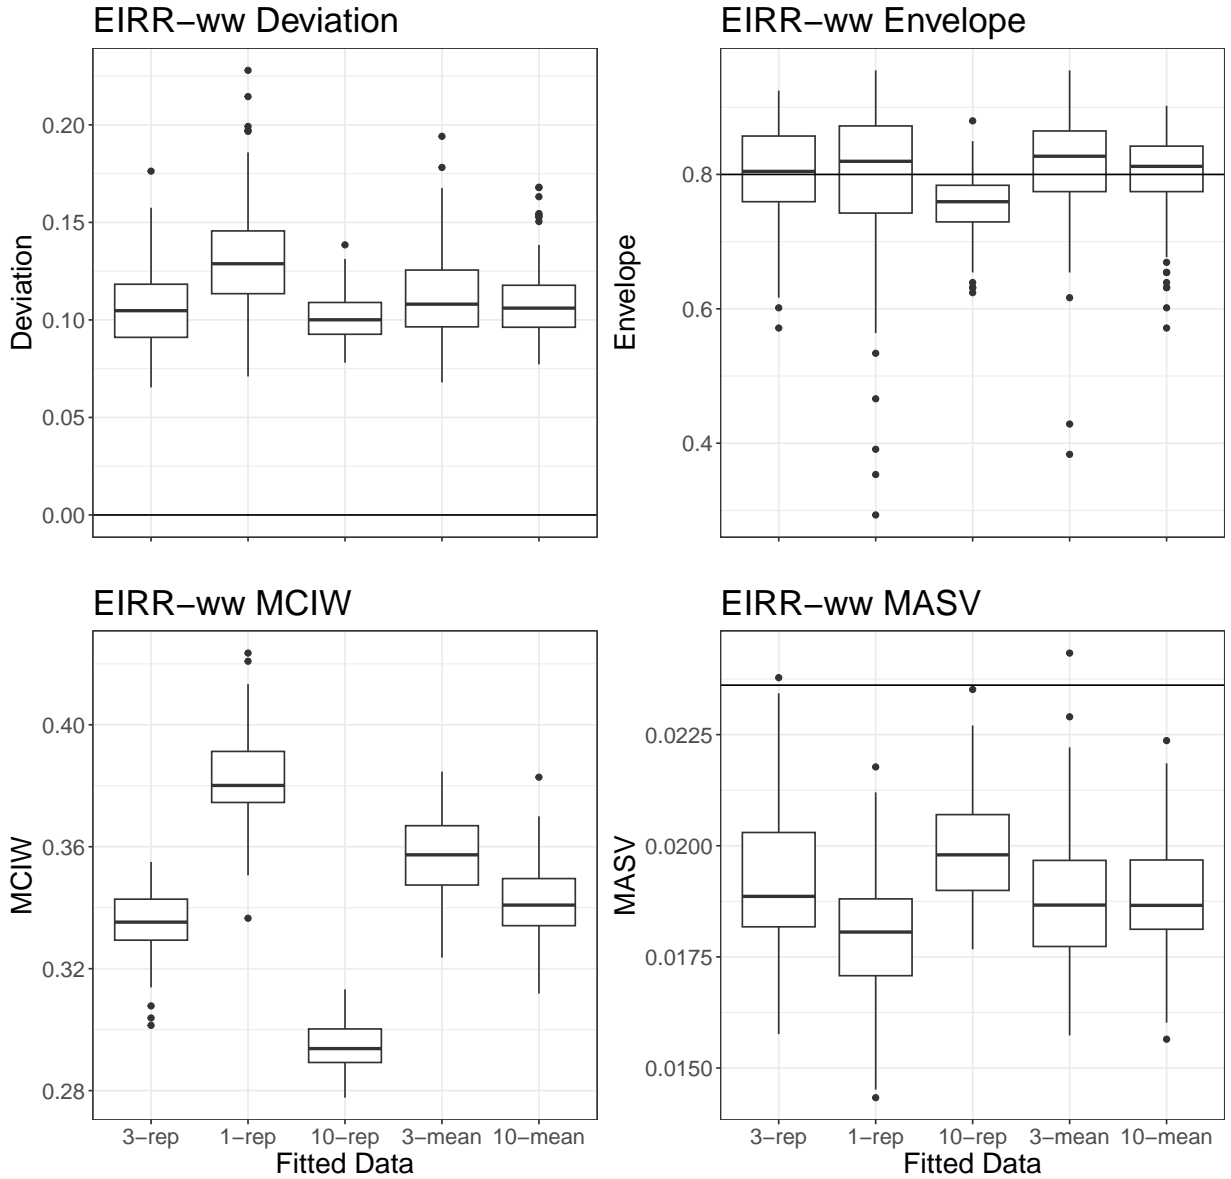 EIRR−ww Deviation
Deviation
0.20
0.15
0.10
0.05
0.00
EIRR−ww Envelope
Envelope
0.8
0.6
0.4
EIRR−ww MCIW
MCIW
0.40
0.36
0.32
0.28
3−rep 1−rep 10−rep 3−mean 10−mean
Fitted Data
EIRR−ww MASV
MASV
0.0225
0.0200
0.0175
0.0150
3−rep 1−rep 10−rep 3−mean 10−mean
Fitted Data